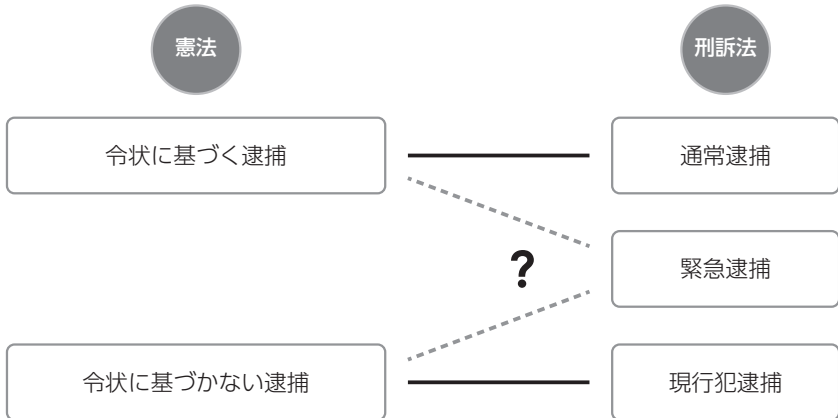 憲法
刑訴法
令状に基づく逮捕
通常逮捕
?
緊急逮捕
令状に基づかない逮捕
現行犯逮捕